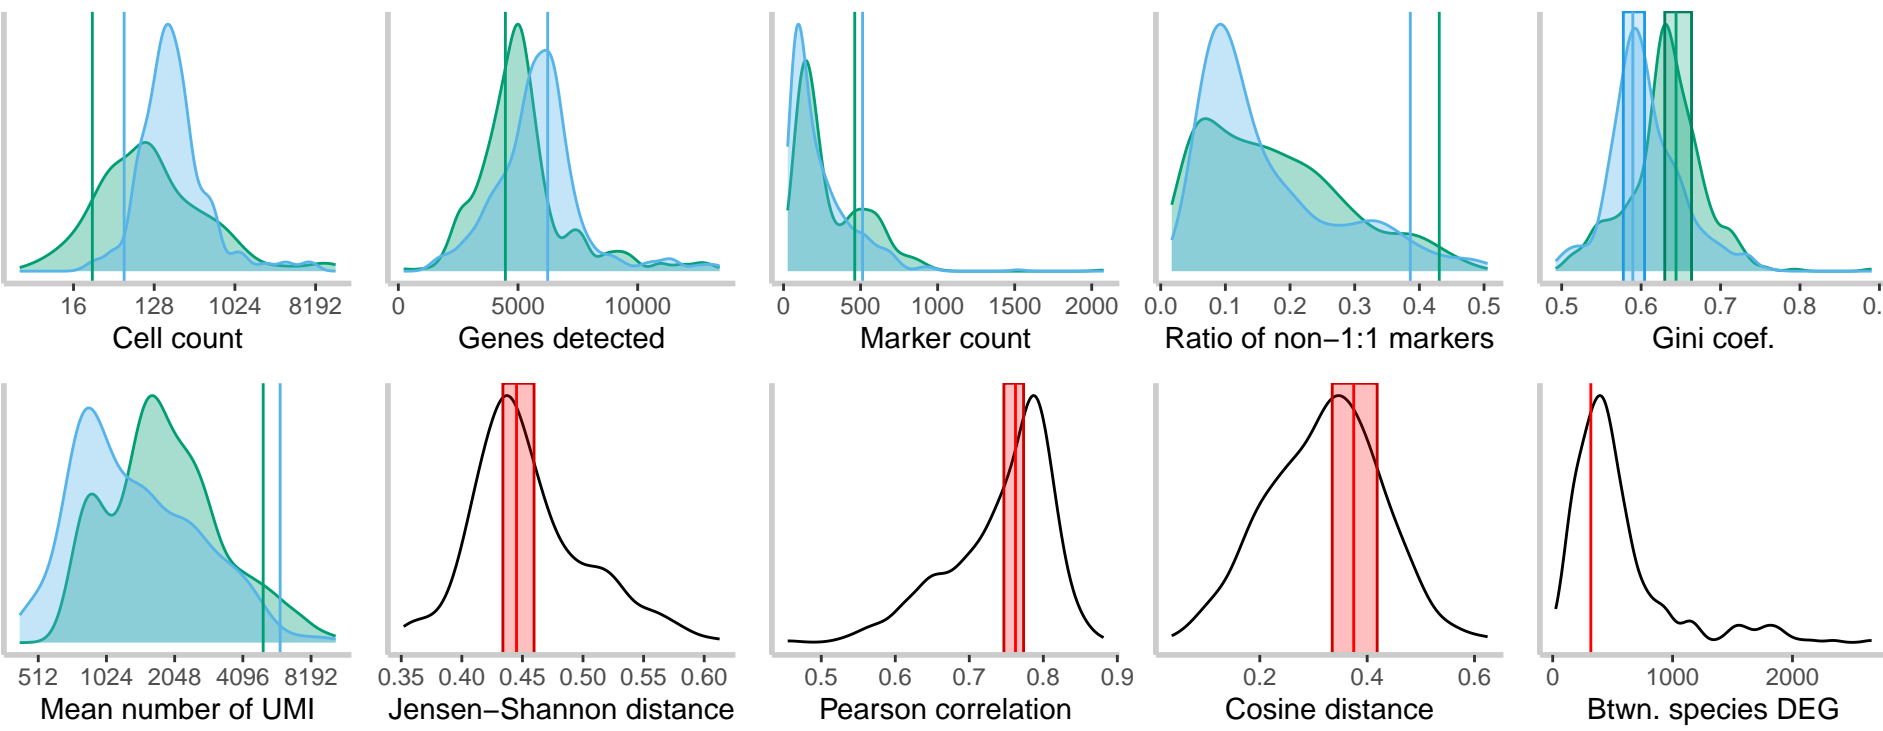 16 128 1024 8192
Cell count
0 5000 10000
Genes detected
0 500 1000 1500 2000
Marker count
0.0 0.1 0.2 0.3 0.4 0.5
Ratio of non−1:1 markers
0.5 0.6 0.7 0.8 0.
Gini coef.
512 1024 2048 4096 8192
Mean number of UMI
0.35 0.40 0.45 0.50 0.55 0.60
Jensen−Shannon distance
0.5 0.6 0.7 0.8 0.9
Pearson correlation
0.2 0.4 0.6
Cosine distance
0 1000 2000
Btwn. species DEG